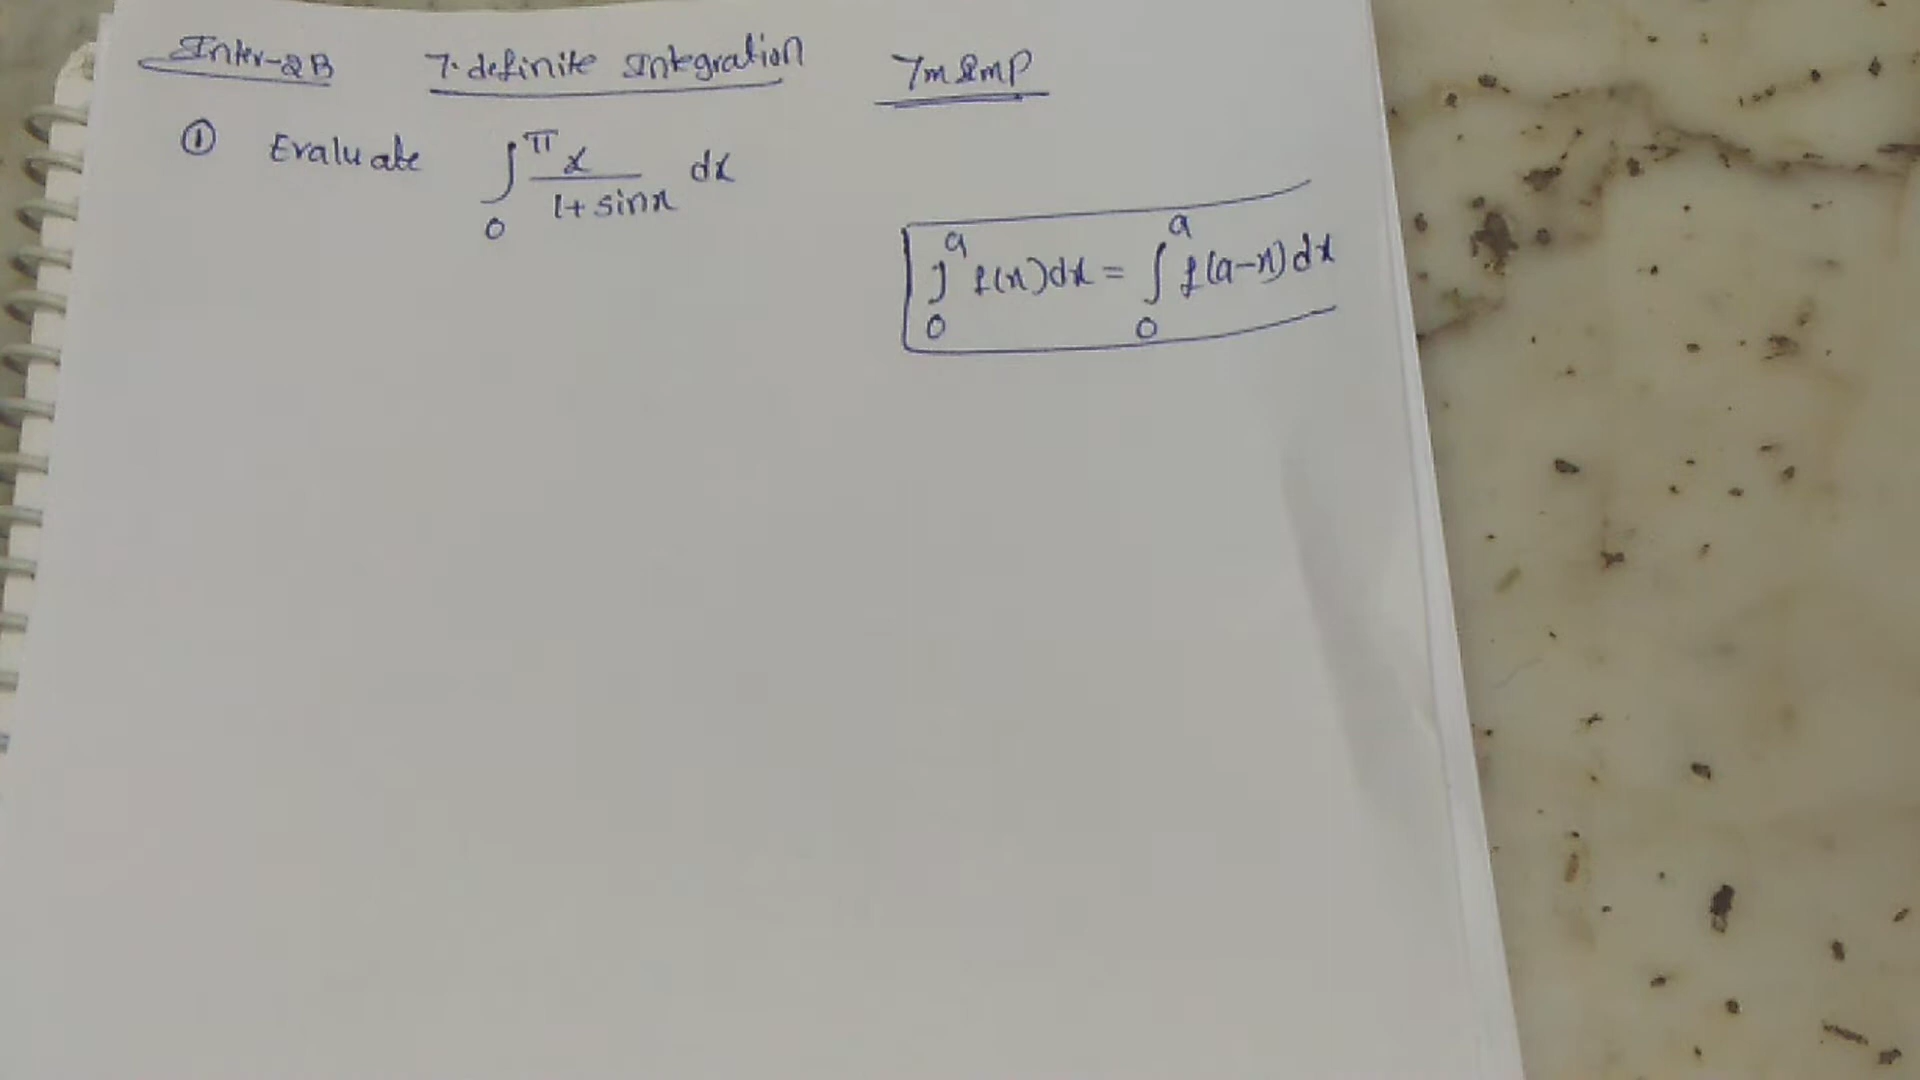 Inter-2B 7. definite Integration 7m Imp
① Evaluate ∫₀^π x/(1+sinx) dx
∫₀^a f(x)dx = ∫₀^a f(a-x)dx